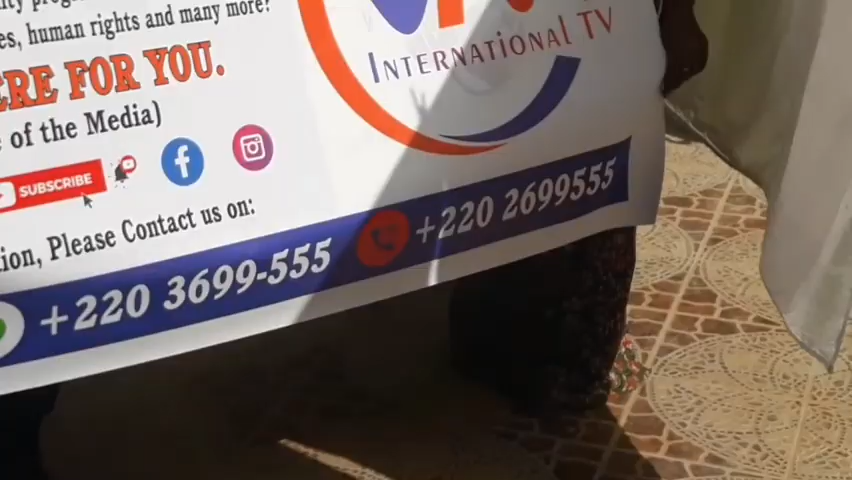 es, human rights and many more!
ERE FOR YOU.
of the Media)
SUBSCRIBE
ion, Please Contact us on:
+220 3699-555
+220 2699555
INTERNATIONAL TV